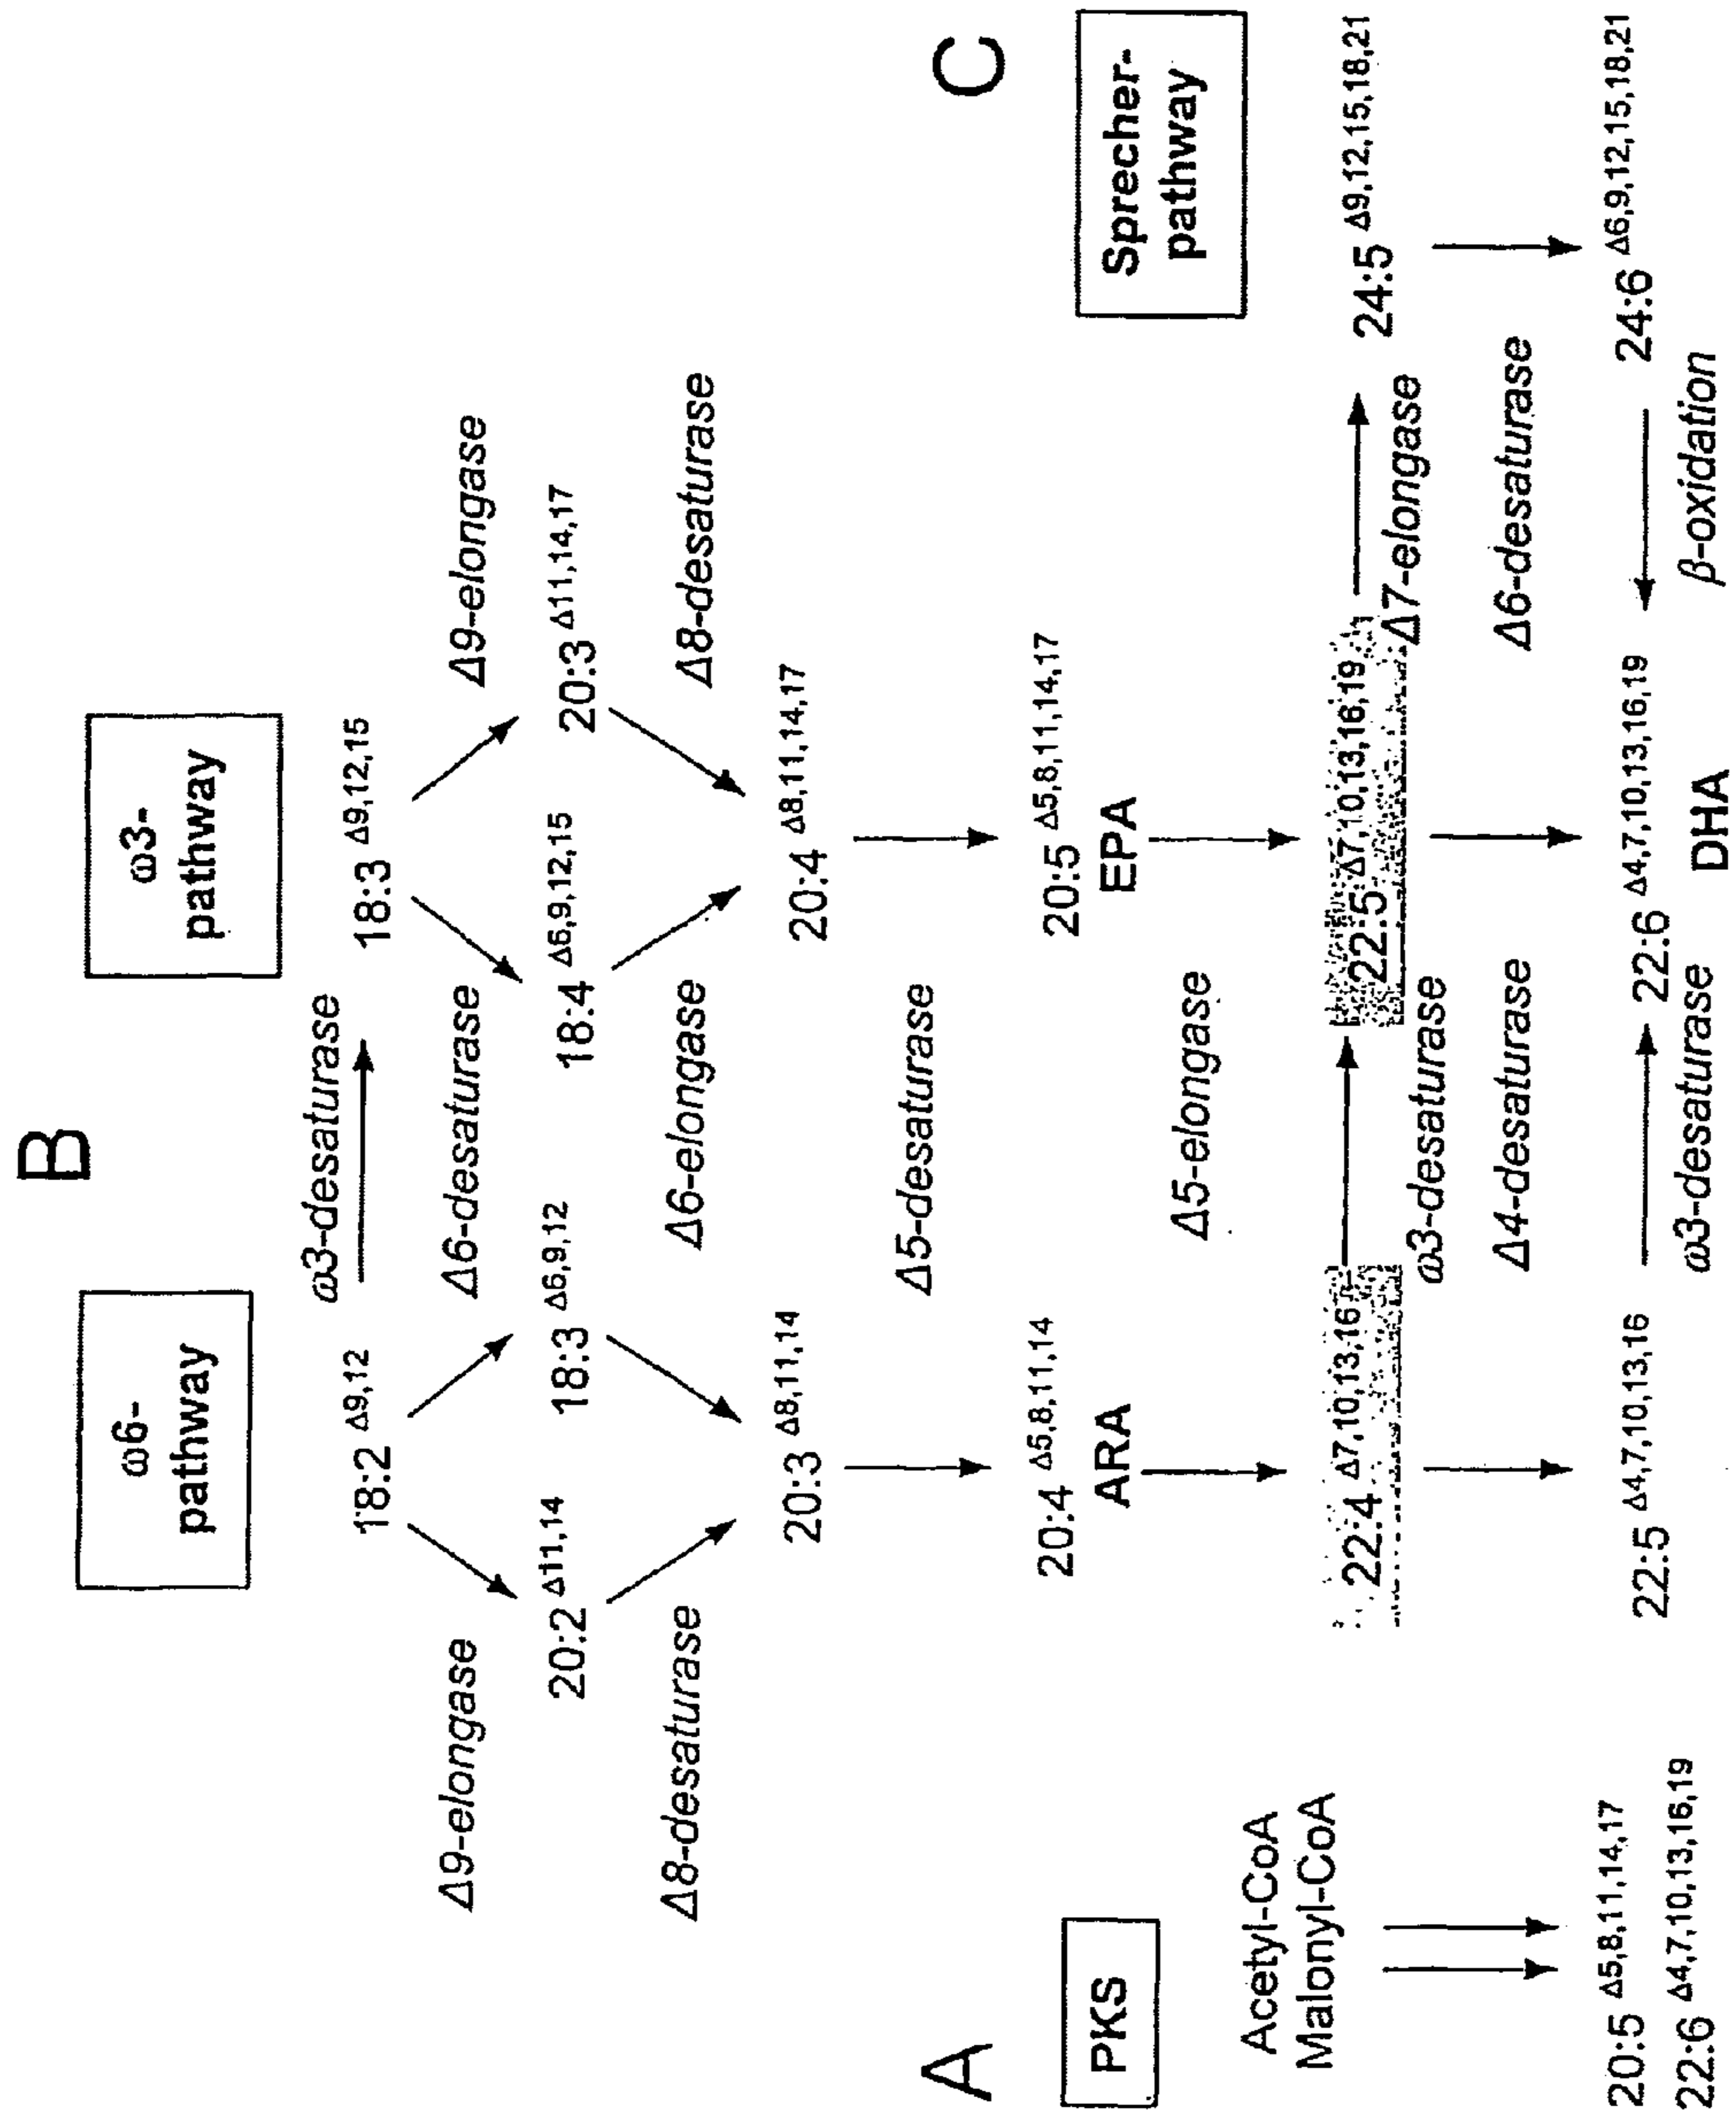 B
ω6-
pathway
ω3-
pathway
18:2 Δ9,12
ω3-desaturase
18:3 Δ9,12,15
Δ9-elongase
Δ6-desaturase
Δ9-elongase
20:2 Δ11,14
18:3 Δ6,9,12
18:4 Δ6,9,12,15
20:3 Δ11,14,17
Δ8-desaturase
Δ6-elongase
Δ8-desaturase
20:3 Δ8,11,14
20:4 Δ8,11,14,17
Δ5-desaturase
A
C
PKS
20:4 Δ5,8,11,14
ARA
20:5 Δ5,8,11,14,17
EPA
Sprecher-
pathway
Acetyl-CoA
Malonyl-CoA
Δ5-elongase
22:4 Δ7,10,13,16
22:5 Δ7,10,13,16,19
24:5 Δ9,12,15,18,21
ω3-desaturase
Δ7-elongase
Δ4-desaturase
Δ6-desaturase
20:5 Δ5,8,11,14,17
22:6 Δ4,7,10,13,16,19
22:5 Δ4,7,10,13,16
22:6 Δ4,7,10,13,16,19
24:6 Δ6,9,12,15,18,21
ω3-desaturase
DHA
β-oxidation